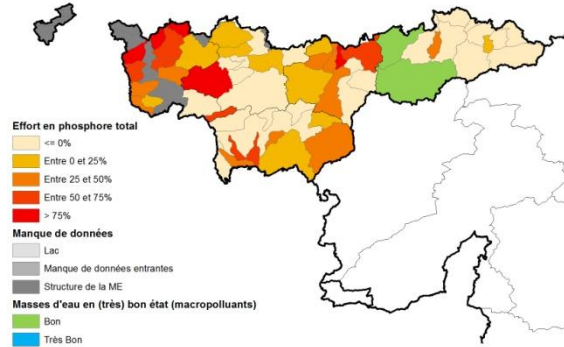 Effort en phosphore total
<= 0%
Entre 0 et 25%
Entre 25 et 50%
Entre 50 et 75%
> 75%
Manque de données
Lac
Manque de données entrantes
Structure de la ME
Masses d'eau en (très) bon état (macropolluants)
Bon
Très Bon